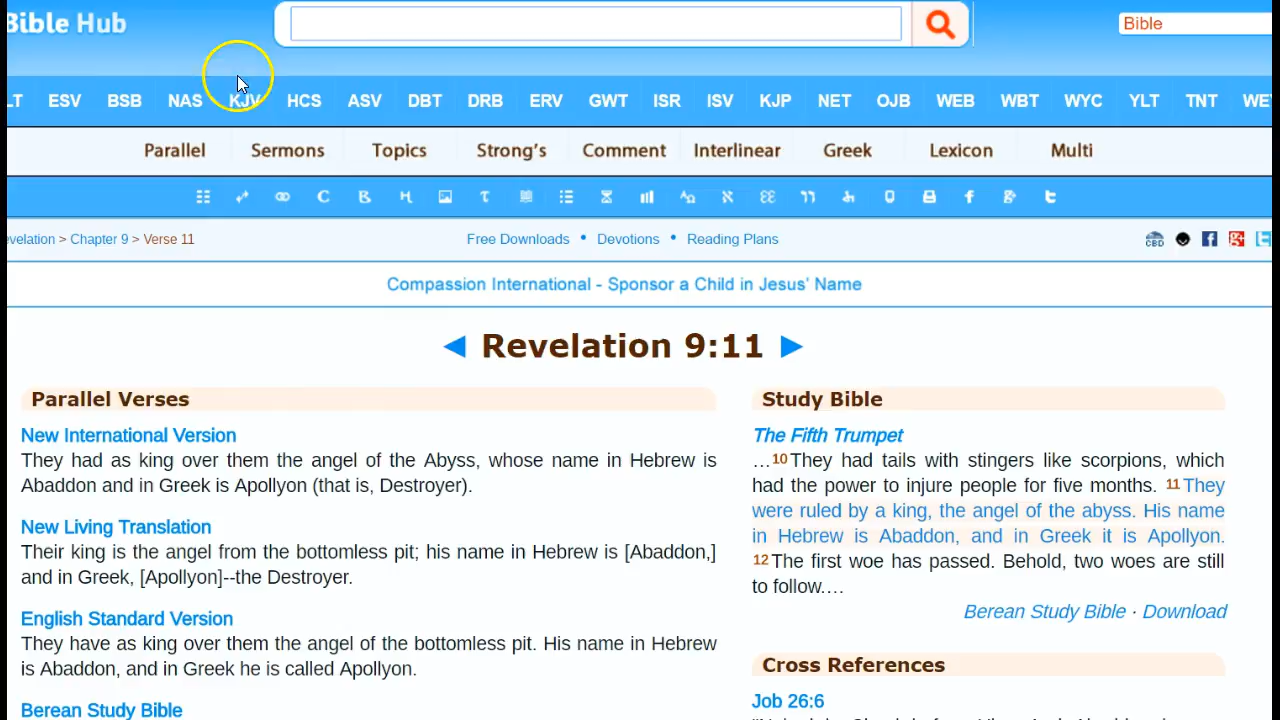 Bible Hub
Bible
LT ESV BSB NAS KJV HCS ASV DBT DRB ERV GWT ISR ISV KJP NET OJB WEB WBT WYC YLT TNT WE
Parallel Sermons Topics Strong's Comment Interlinear Greek Lexicon Multi
evelation > Chapter 9 > Verse 11
Free Downloads • Devotions • Reading Plans
CBD
Compassion International - Sponsor a Child in Jesus' Name
◄ Revelation 9:11 ►
Parallel Verses
New International Version
They had as king over them the angel of the Abyss, whose name in Hebrew is
Abaddon and in Greek is Apollyon (that is, Destroyer).
New Living Translation
Their king is the angel from the bottomless pit; his name in Hebrew is [Abaddon,]
and in Greek, [Apollyon]--the Destroyer.
English Standard Version
They have as king over them the angel of the bottomless pit. His name in Hebrew
is Abaddon, and in Greek he is called Apollyon.
Berean Study Bible
Study Bible
The Fifth Trumpet
…10They had tails with stingers like scorpions, which
had the power to injure people for five months. 11They
were ruled by a king, the angel of the abyss. His name
in Hebrew is Abaddon, and in Greek it is Apollyon.
12The first woe has passed. Behold, two woes are still
to follow.…
Berean Study Bible · Download
Cross References
Job 26:6